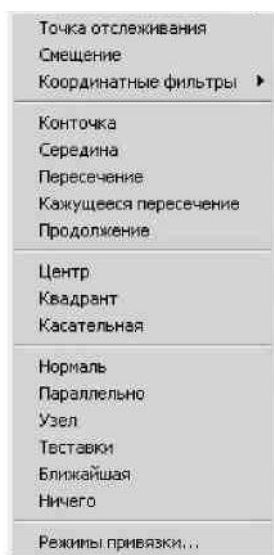 Точка отслеживания
Смещение
Координатные фильтры
Конточка
Середина
Пересечение
Кажущееся пересечение
Продолжение
Центр
Квадрант
Касательная
Нормаль
Параллельно
Узел
Твставки
Ближайшая
Ничего
Режимы привязки...